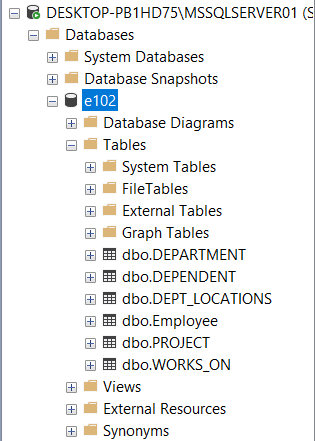 DESKTOP-PB1HD75\MSSQLSERVER01 (S
Databases
System Databases
Database Snapshots
e102
Database Diagrams
Tables
System Tables
FileTables
External Tables
Graph Tables
dbo.DEPARTMENT
dbo.DEPENDENT
dbo.DEPT_LOCATIONS
dbo.Employee
dbo.PROJECT
dbo.WORKS_ON
Views
External Resources
Synonyms